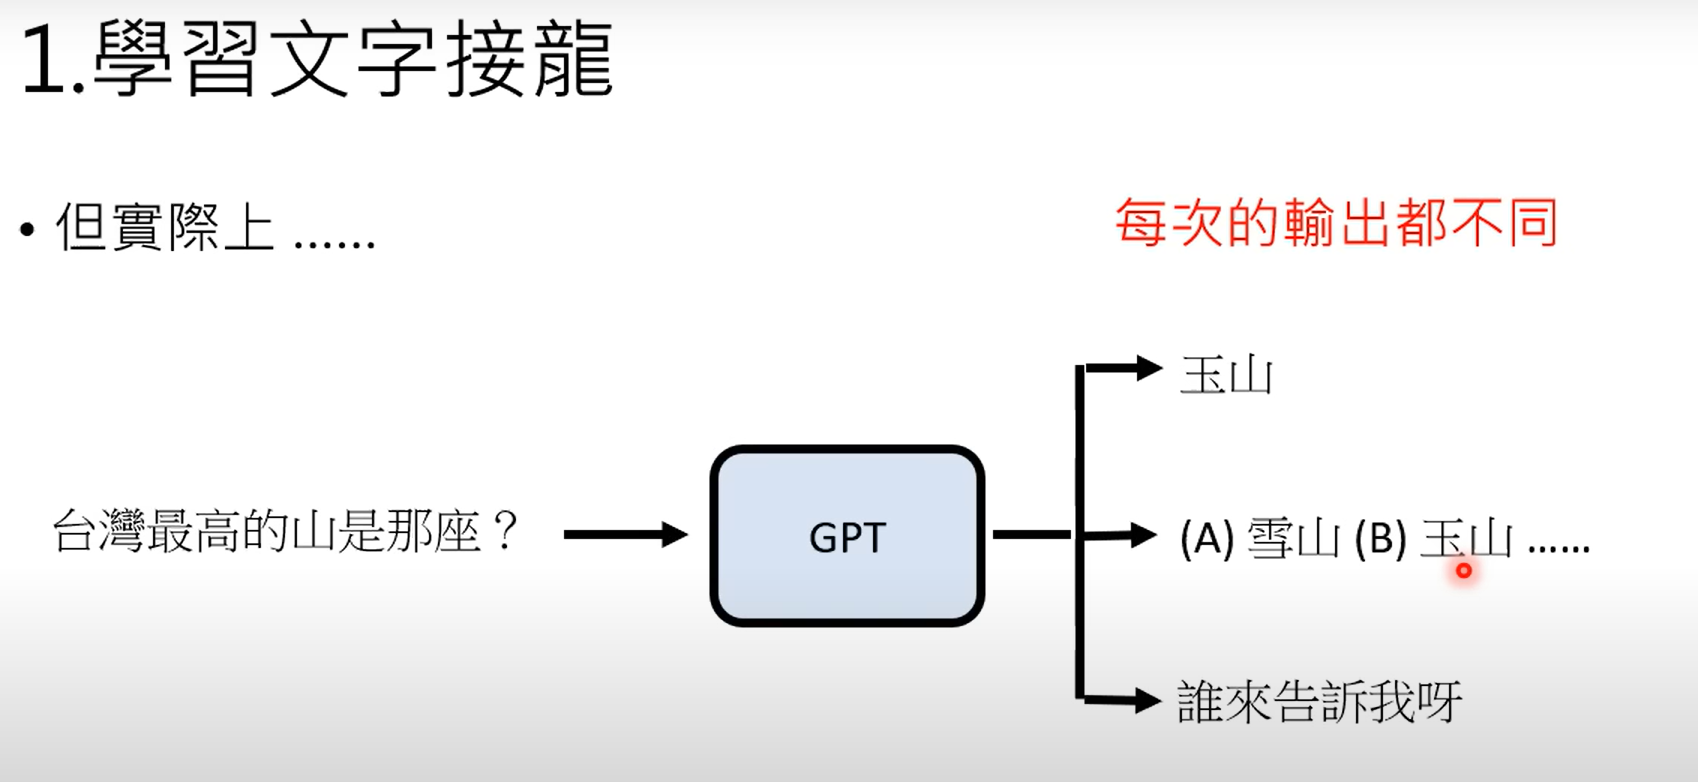 1.學習文字接龍
• 但實際上 ……
每次的輸出都不同
玉山
台灣最高的山是那座？
GPT
(A) 雪山 (B) 玉山 ……
誰來告訴我呀